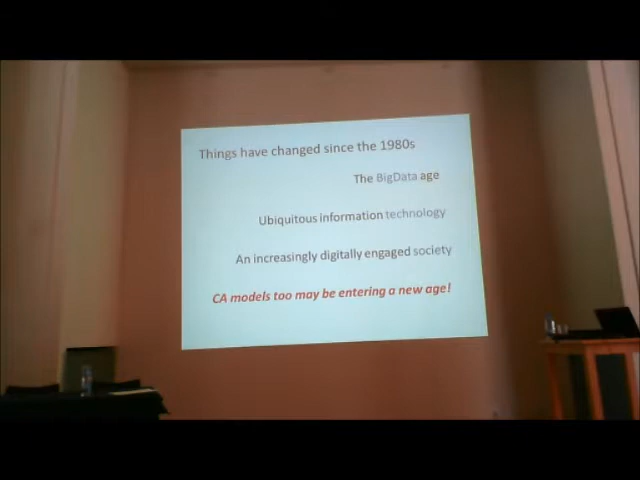 Things have changed since the 1980s
The BigData age
Ubiquitous information technology
An increasingly digitally engaged society
CA models too may be entering a new age!